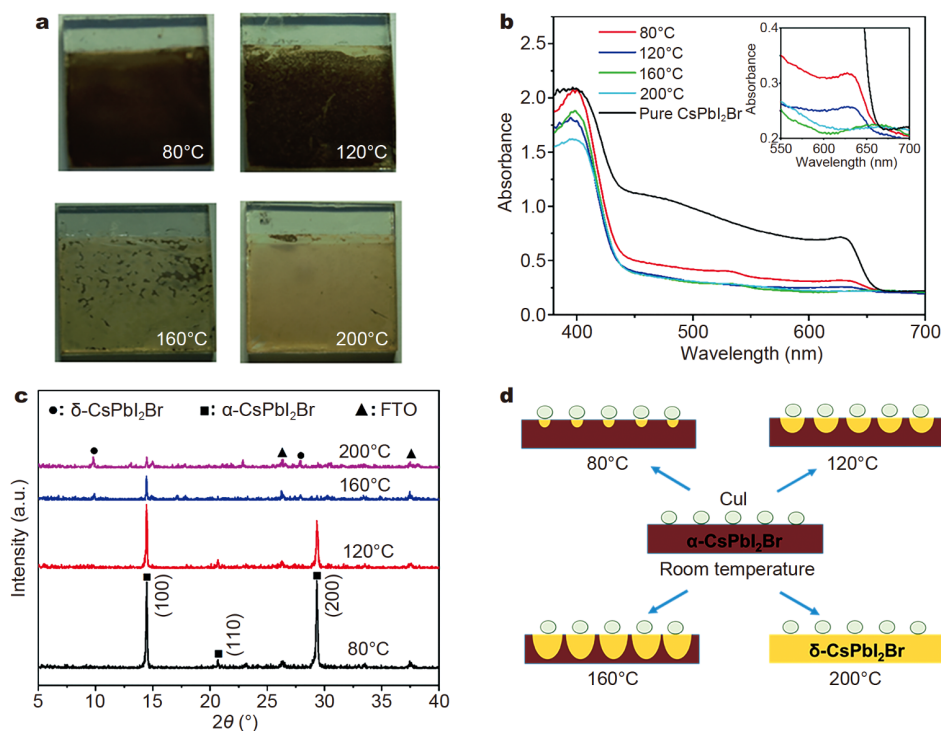 a
80°C
120°C
160°C
200°C
b
Absorbance
2.5
2.0
1.5
1.0
0.5
0.0
400
500
600
700
Wavelength (nm)
80°C
120°C
160°C
200°C
Pure CsPbI₂Br
Absorbance
0.4
0.3
0.2
550
600
650
700
Wavelength (nm)
c
●: δ-CsPbI₂Br ■: α-CsPbI₂Br ▲: FTO
Intensity (a.u.)
200°C
160°C
120°C
80°C
(100)
(110)
(200)
5 10 15 20 25 30 35 40
2θ (°)
d
80°C
120°C
CuI
α-CsPbI₂Br
Room temperature
160°C
δ-CsPbI₂Br
200°C